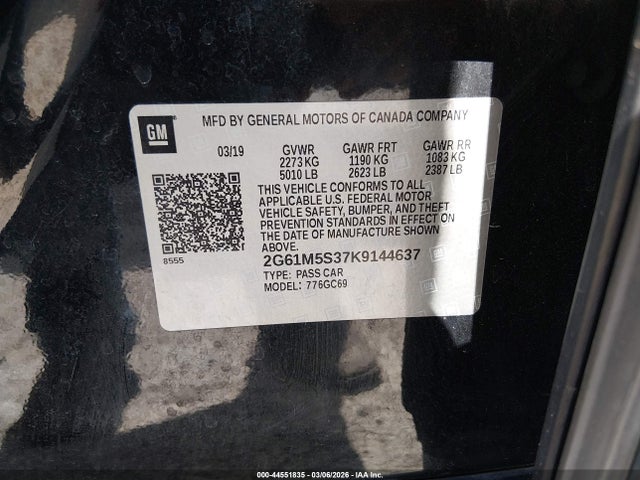 GM
MFD BY GENERAL MOTORS OF CANADA COMPANY
03/19 GVWR GAWR FRT GAWR RR
2273 KG 1190 KG 1083 KG
5010 LB 2623 LB 2387 LB
THIS VEHICLE CONFORMS TO ALL
APPLICABLE U.S. FEDERAL MOTOR
VEHICLE SAFETY, BUMPER, AND THEFT
PREVENTION STANDARDS IN EFFECT ON
THE DATE OF MANUFACTURE SHOWN
ABOVE.
8555
2G61M5S37K9144637
TYPE: PASS CAR
MODEL: 776GC69
000-44551835 - 03/06/2026 - IAA Inc.